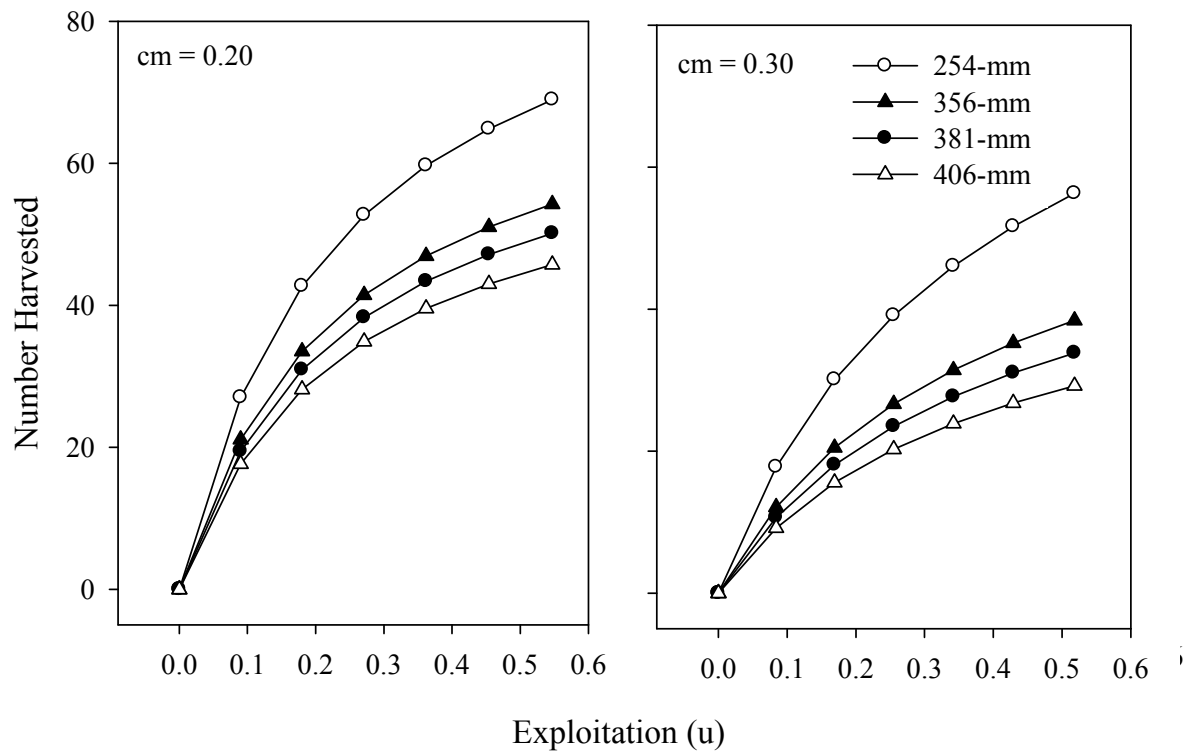 80
60
40
20
0
Number Harvested
cm = 0.20
0.0 0.1 0.2 0.3 0.4 0.5 0.6
cm = 0.30
254-mm
356-mm
381-mm
406-mm
0.0 0.1 0.2 0.3 0.4 0.5 0.6
Exploitation (u)